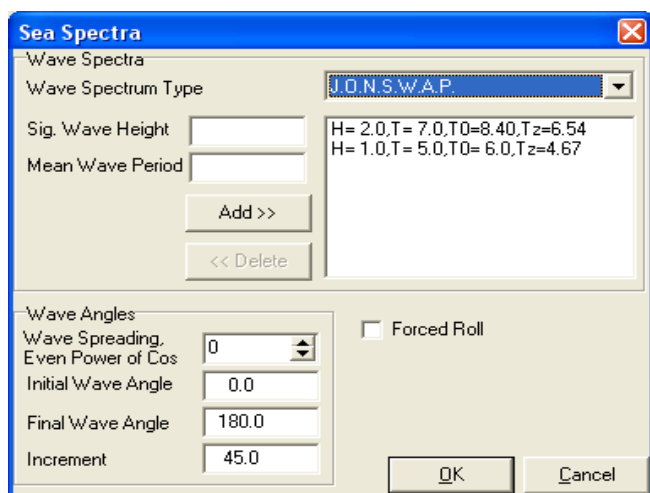 Sea Spectra
Wave Spectra
Wave Spectrum Type
J.O.N.S.W.A.P.
Sig. Wave Height
Mean Wave Period
H= 2.0,T= 7.0,T0=8.40,Tz=6.54
H= 1.0,T= 5.0,T0= 6.0,Tz=4.67
Add >>
<< Delete
Wave Angles
Wave Spreading,
Even Power of Cos
0
Initial Wave Angle
0.0
Final Wave Angle
180.0
Increment
45.0
Forced Roll
OK
Cancel